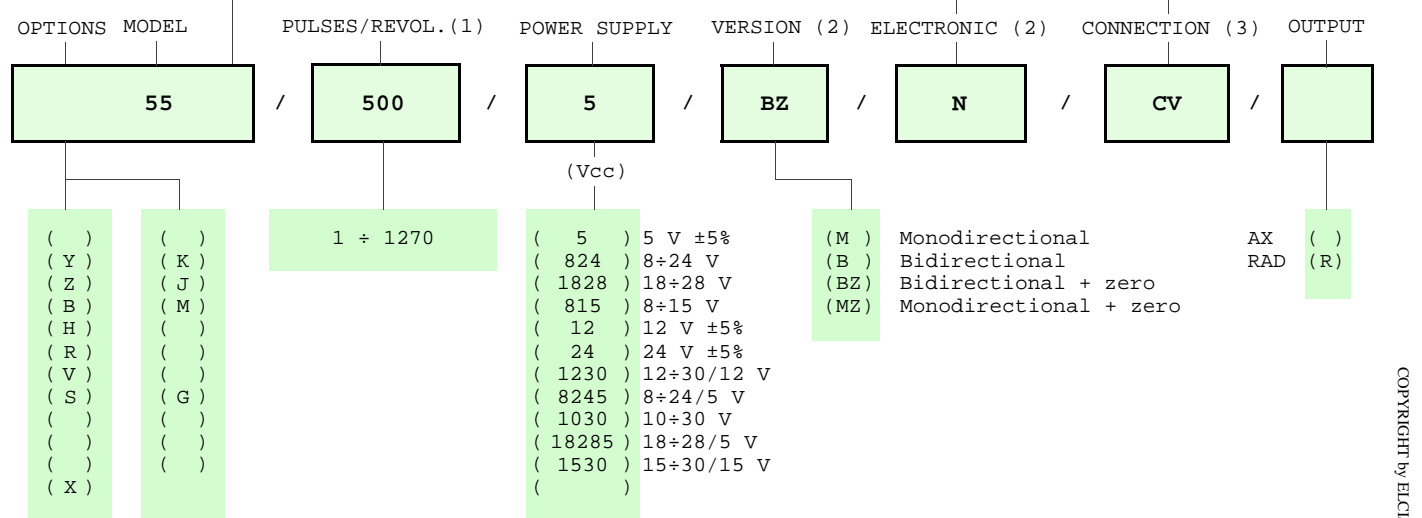 OPTIONS MODEL PULSES/REVOL.(1) POWER SUPPLY VERSION (2) ELECTRONIC (2) CONNECTION (3) OUTPUT
55 / 500 / 5 / BZ / N / CV /
(Vcc)
( ) ( ) 1 ÷ 1270 ( 5 ) 5 V ±5% (M ) Monodirectional AX ( )
( Y ) ( K ) ( 824 ) 8÷24 V (B ) Bidirectional RAD (R)
( Z ) ( J ) ( 1828 ) 18÷28 V (BZ) Bidirectional + zero
( B ) ( M ) ( 815 ) 8÷15 V (MZ) Monodirectional + zero
( H ) ( ) ( 12 ) 12 V ±5%
( R ) ( ) ( 24 ) 24 V ±5%
( V ) ( ) ( 1230 ) 12÷30/12 V
( S ) ( G ) ( 8245 ) 8÷24/5 V
( ) ( ) ( 1030 ) 10÷30 V
( ) ( ) ( 18285 ) 18÷28/5 V
( ) ( ) ( 1530 ) 15÷30/15 V
( X ) ( )
COPYRIGHT by